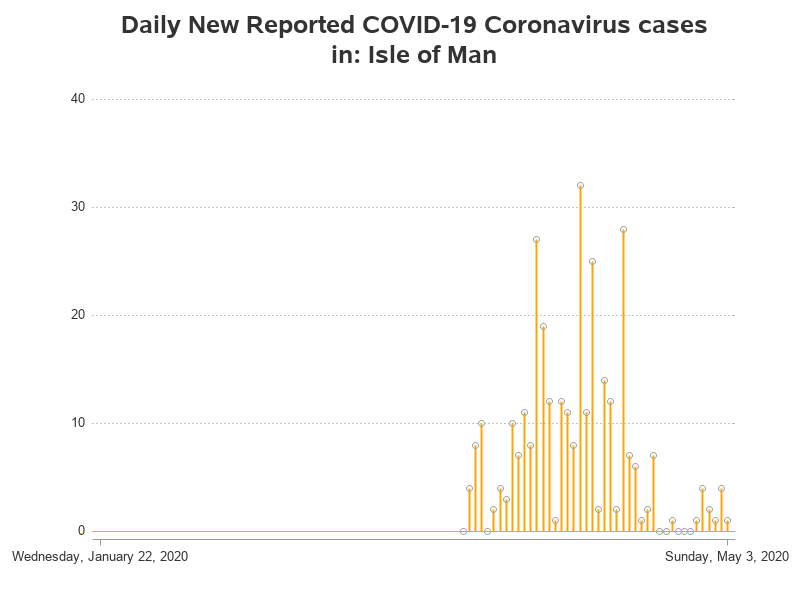 Daily New Reported COVID-19 Coronavirus cases
in: Isle of Man
40
30
20
10
0
Wednesday, January 22, 2020
Sunday, May 3, 2020